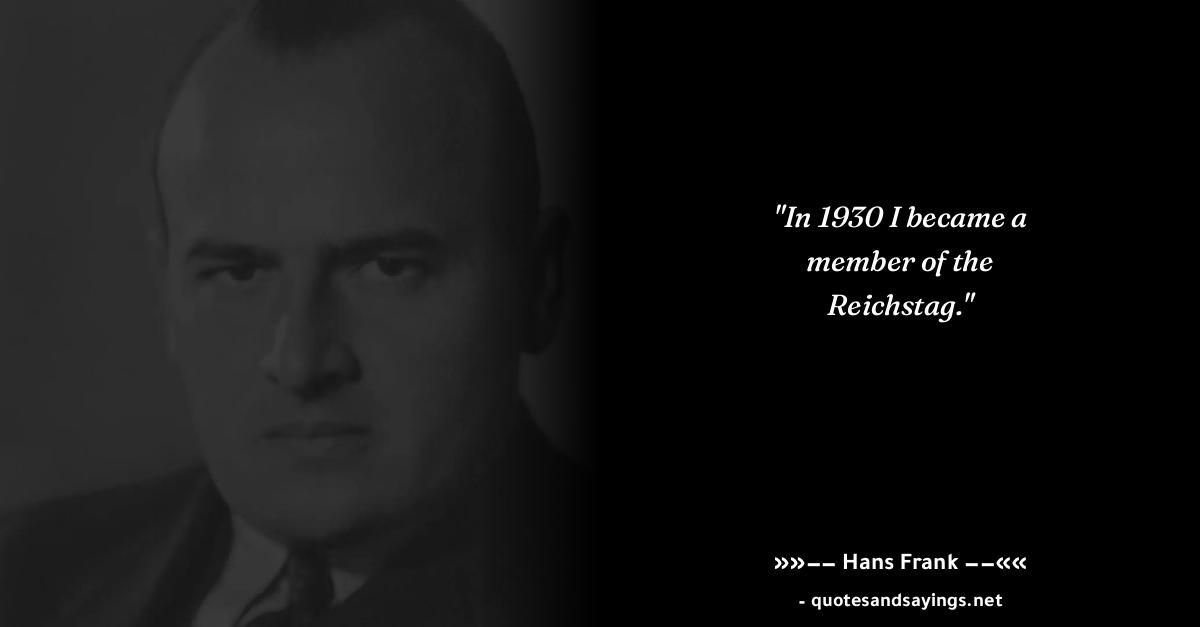 "In 1930 I became a
member of the
Reichstag."
»»–– Hans Frank ––««
- quotesandsayings.net